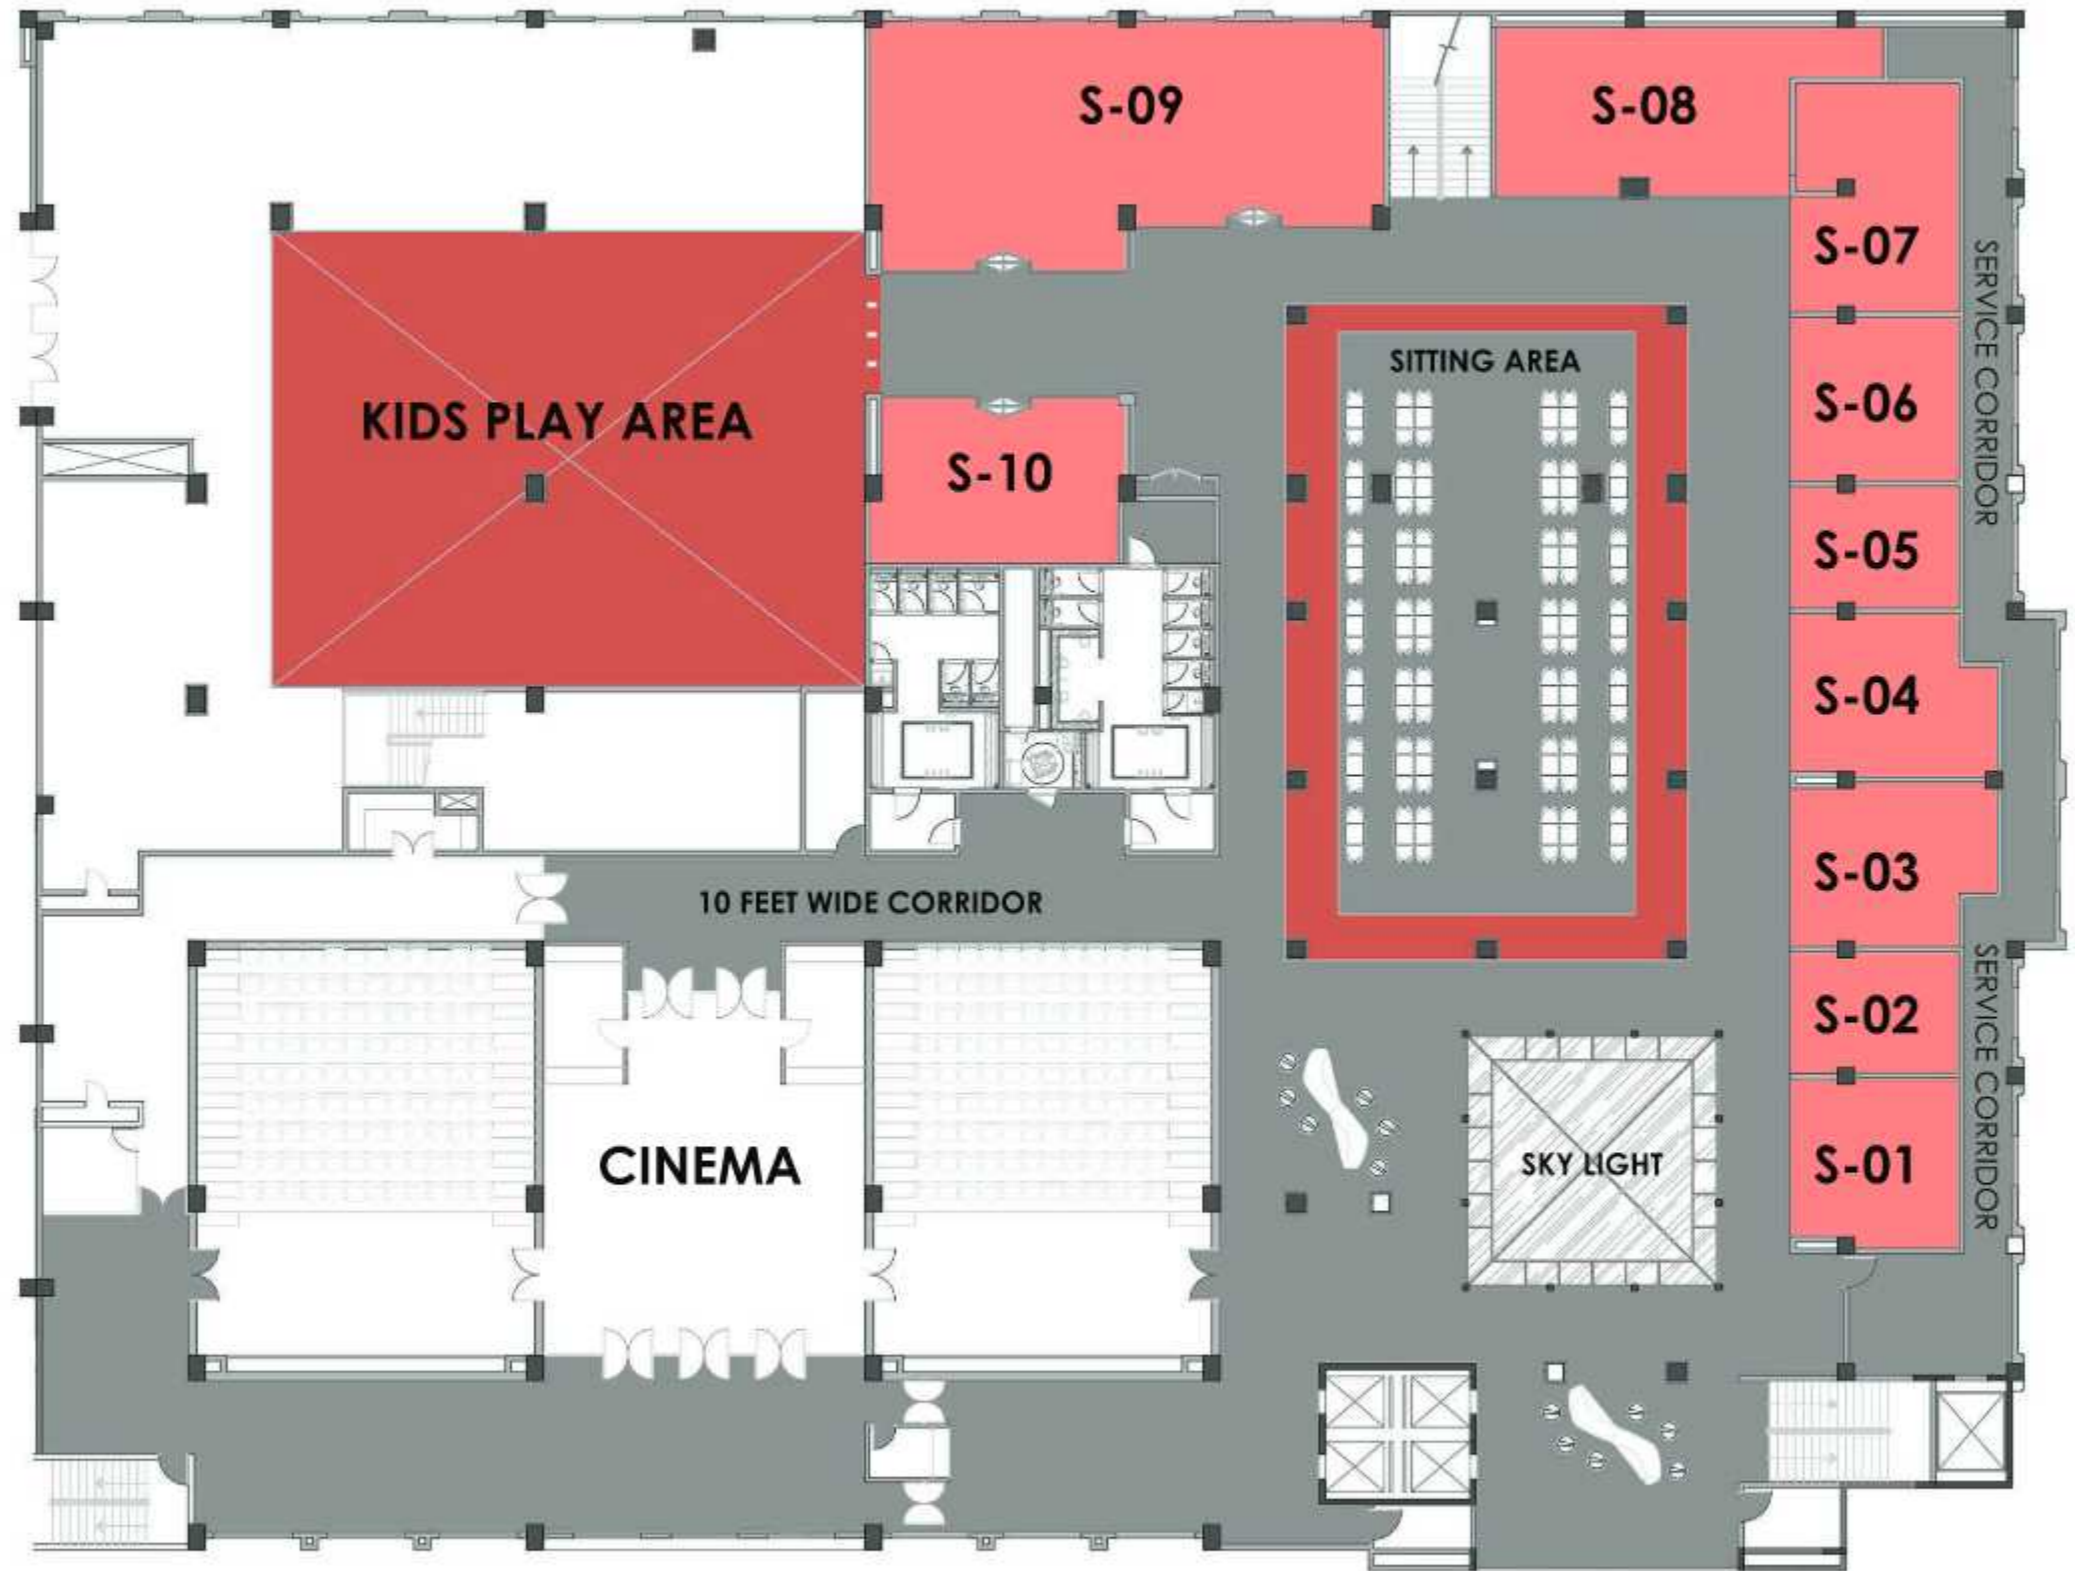 S-09
S-08
S-07
SERVICE CORRIDOR
SITTING AREA
S-06
KIDS PLAY AREA
S-10
S-05
S-04
S-03
10 FEET WIDE CORRIDOR
S-02
SERVICE CORRIDOR
CINEMA
SKY LIGHT
S-01